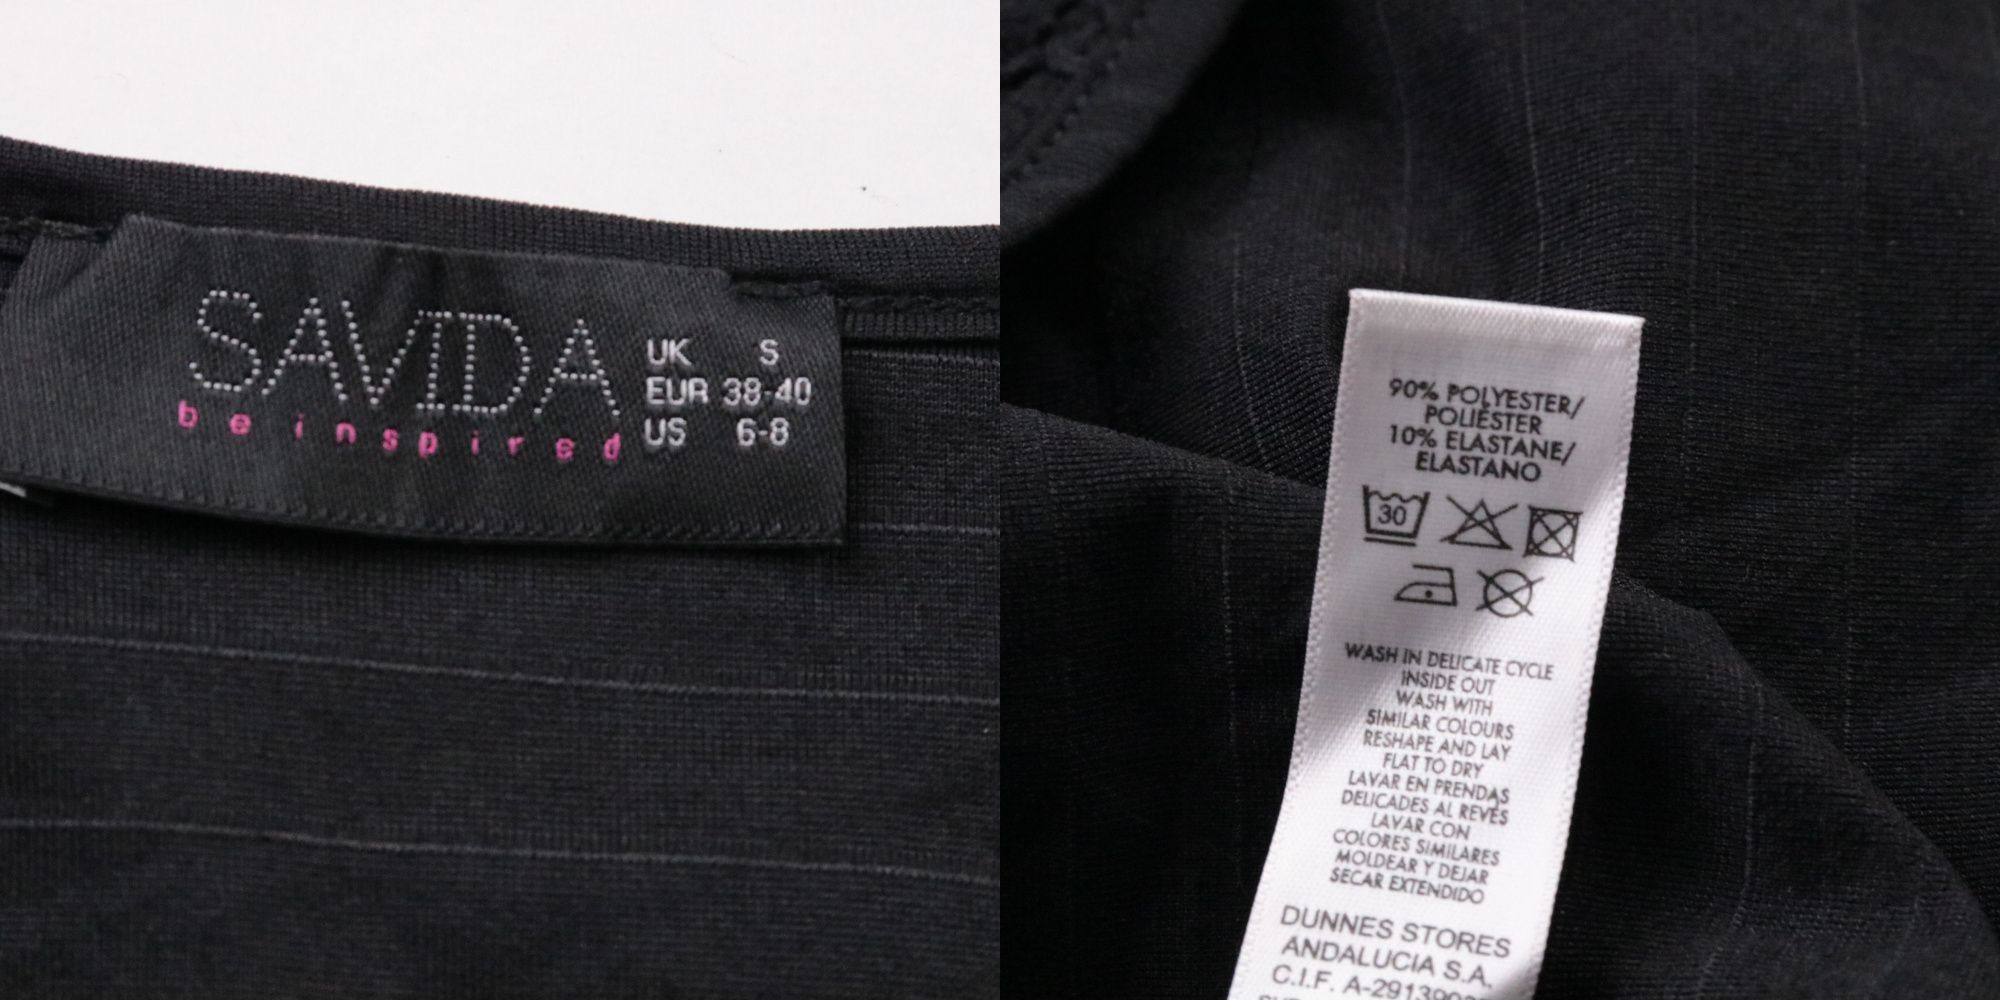 SAVIDA
be inspired
UK S
EUR 38-40
US 6-8
90% POLYESTER/
POLIÉSTER
10% ELASTANE/
ELASTANO
30
WASH IN DELICATE CYCLE
INSIDE OUT
WASH WITH
SIMILAR COLOURS
RESHAPE AND LAY
FLAT TO DRY
LAVAR EN PRENDAS
DELICADES AL REVÉS
LAVAR CON
COLORES SIMILARES
MOLDEAR Y DEJAR
SECAR EXTENDIDO
DUNNES STORES
ANDALUCIA S.A.
C.I.F.